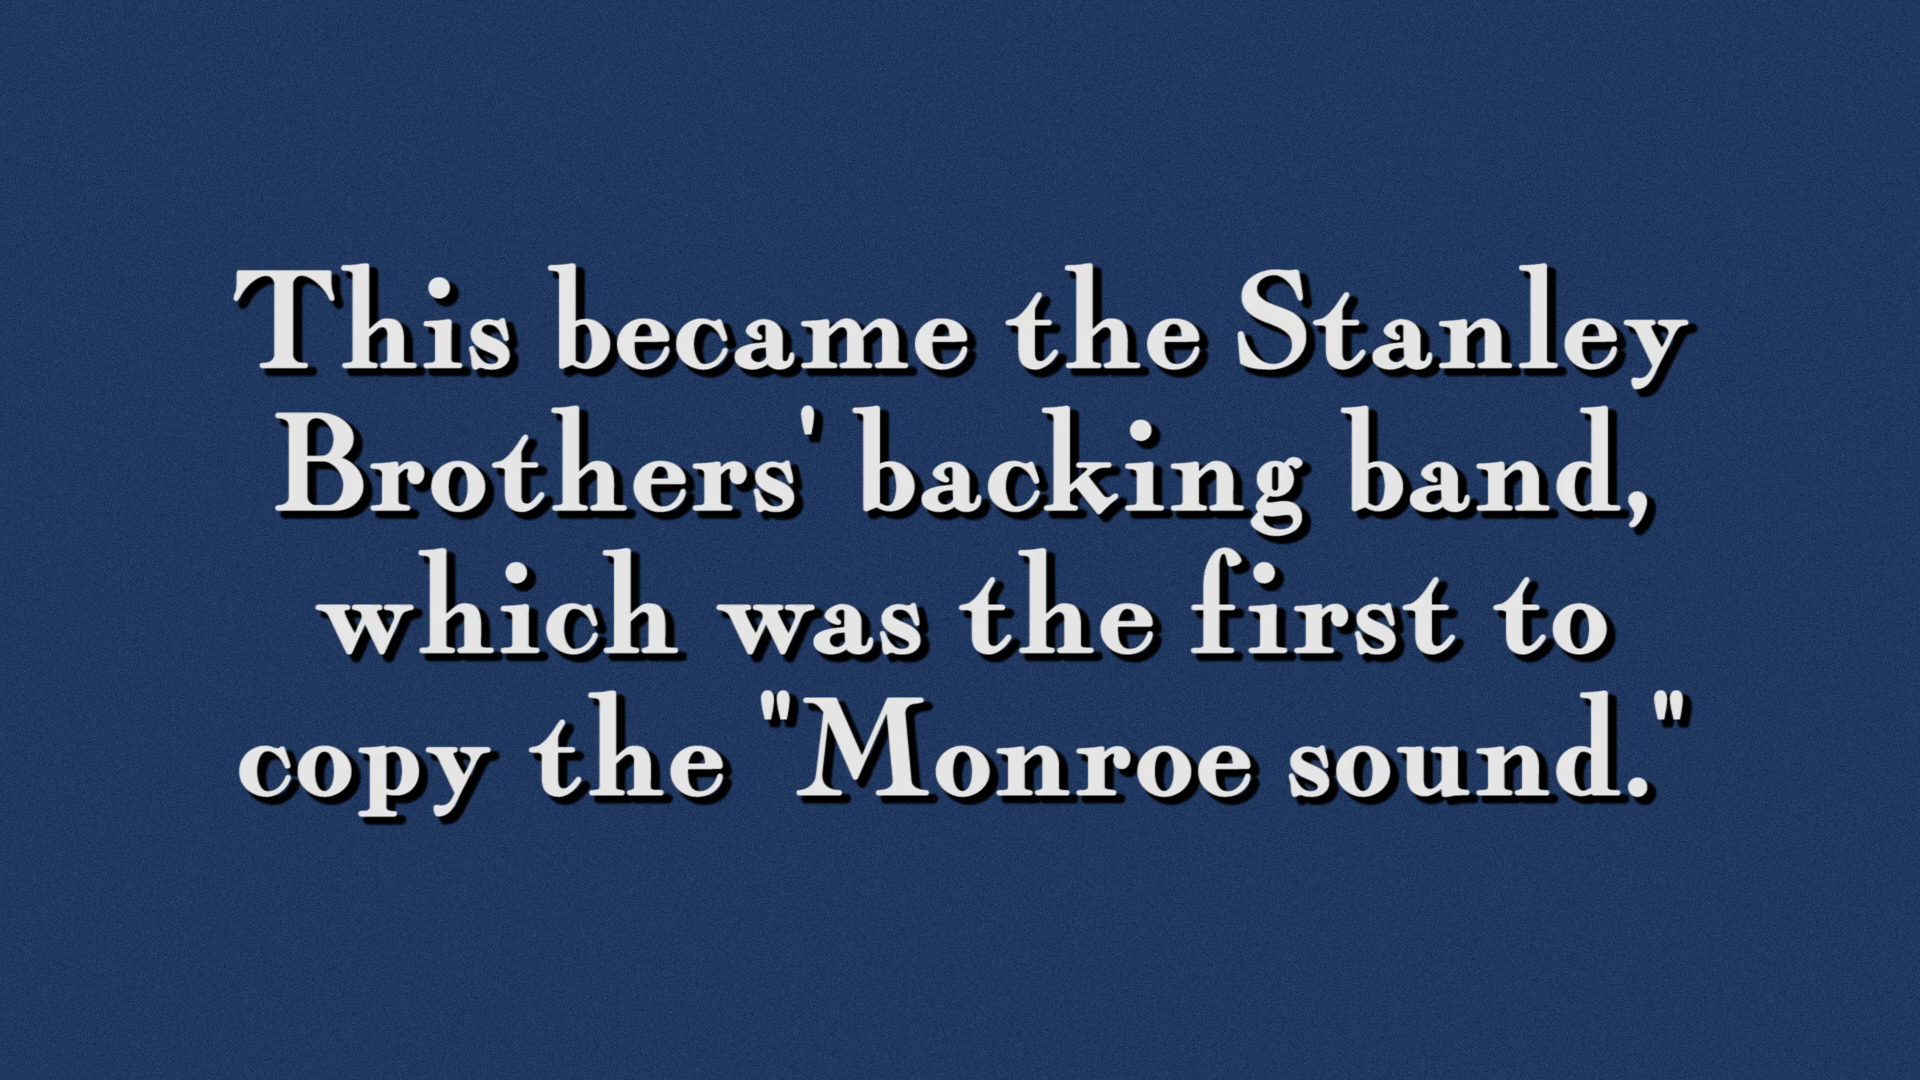 This became the Stanley
Brothers' backing band,
which was the first to
copy the "Monroe sound."